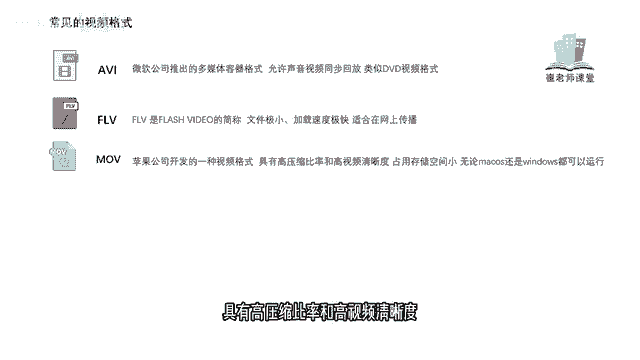 常见的视频格式
崔老师课堂
AVI
微软公司推出的多媒体容器格式 允许声音视频同步回放 类似DVD视频格式
FLV
FLV 是FLASH VIDEO的简称 文件极小、加载速度极快 适合在网上传播
MOV
苹果公司开发的一种视频格式 具有高压缩比率和高视频清晰度 占用存储空间小 无论macos还是windows都可以运行
具有高压缩比率和高视频清晰度